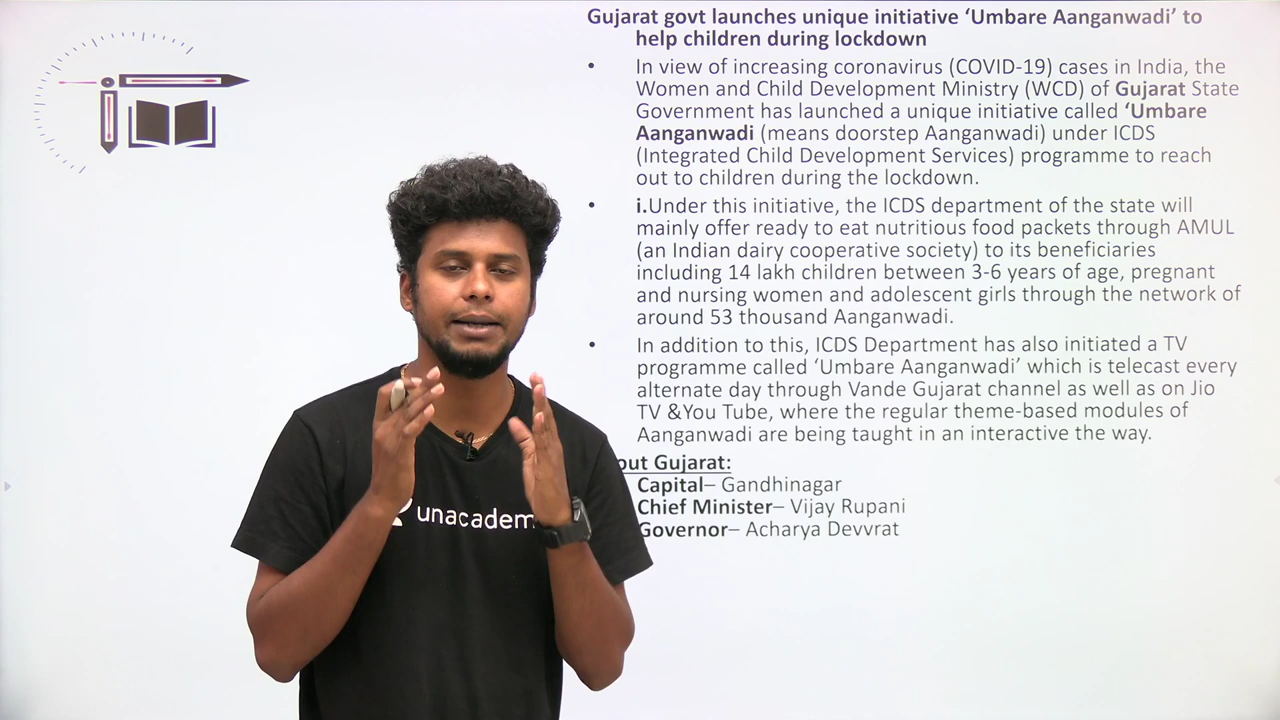 Gujarat govt launches unique initiative ‘Umbare Aanganwadi’ to
help children during lockdown
• In view of increasing coronavirus (COVID-19) cases in India, the
Women and Child Development Ministry (WCD) of Gujarat State
Government has launched a unique initiative called ‘Umbare
Aanganwadi (means doorstep Aanganwadi) under ICDS
(Integrated Child Development Services) programme to reach
out to children during the lockdown.
• i.Under this initiative, the ICDS department of the state will
mainly offer ready to eat nutritious food packets through AMUL
(an Indian dairy cooperative society) to its beneficiaries
including 14 lakh children between 3-6 years of age, pregnant
and nursing women and adolescent girls through the network of
around 53 thousand Aanganwadi.
• In addition to this, ICDS Department has also initiated a TV
programme called ‘Umbare Aanganwadi’ which is telecast every
alternate day through Vande Gujarat channel as well as on Jio
TV &You Tube, where the regular theme-based modules of
Aanganwadi are being taught in an interactive the way.
out Gujarat:
Capital– Gandhinagar
Chief Minister– Vijay Rupani
Governor– Acharya Devvrat
unacadem